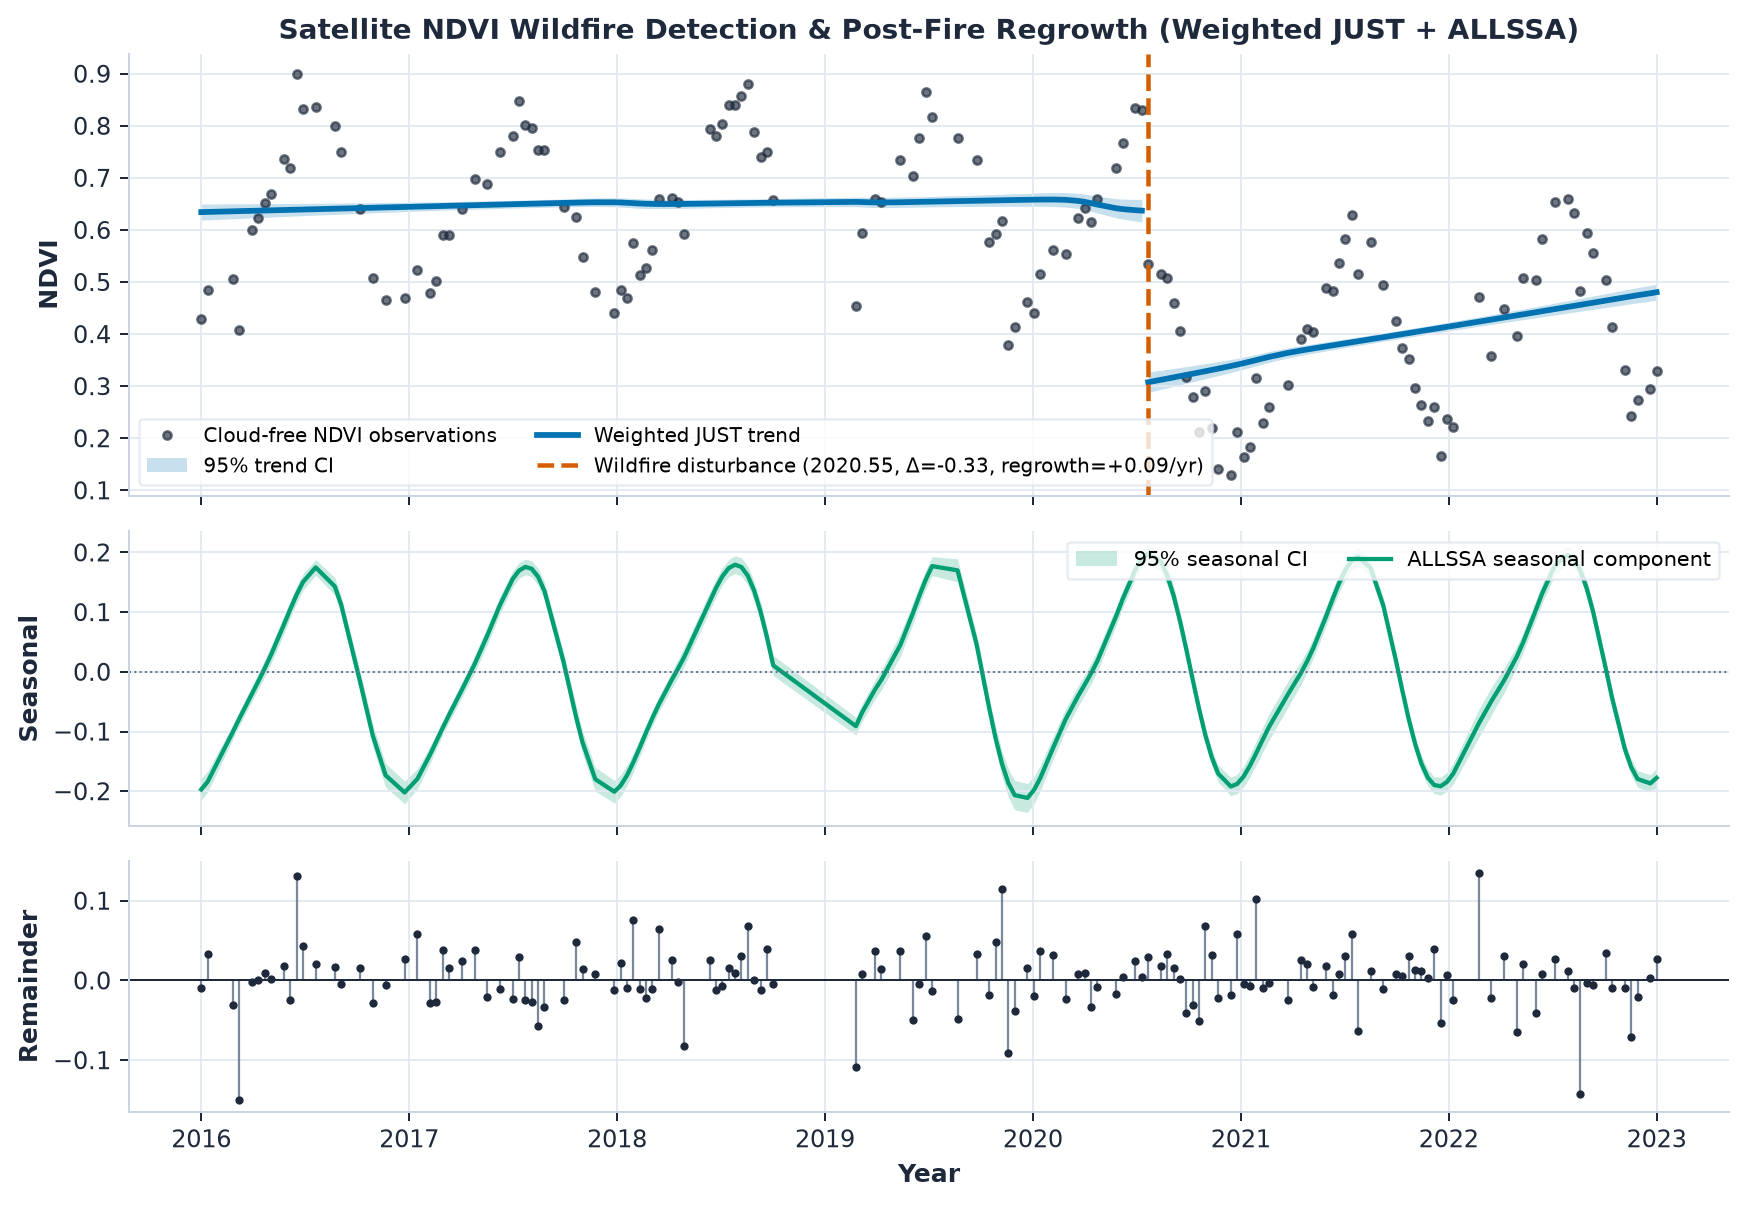 Satellite NDVI Wildfire Detection & Post-Fire Regrowth (Weighted JUST + ALLSSA)
NDVI
0.9
0.8
0.7
0.6
0.5
0.4
0.3
0.2
0.1
Cloud-free NDVI observations
95% trend CI
Weighted JUST trend
Wildfire disturbance (2020.55, Δ=-0.33, regrowth=+0.09/yr)
Seasonal
0.2
0.1
0.0
−0.1
−0.2
95% seasonal CI
ALLSSA seasonal component
Remainder
0.1
0.0
−0.1
2016
2017
2018
2019
2020
2021
2022
2023
Year